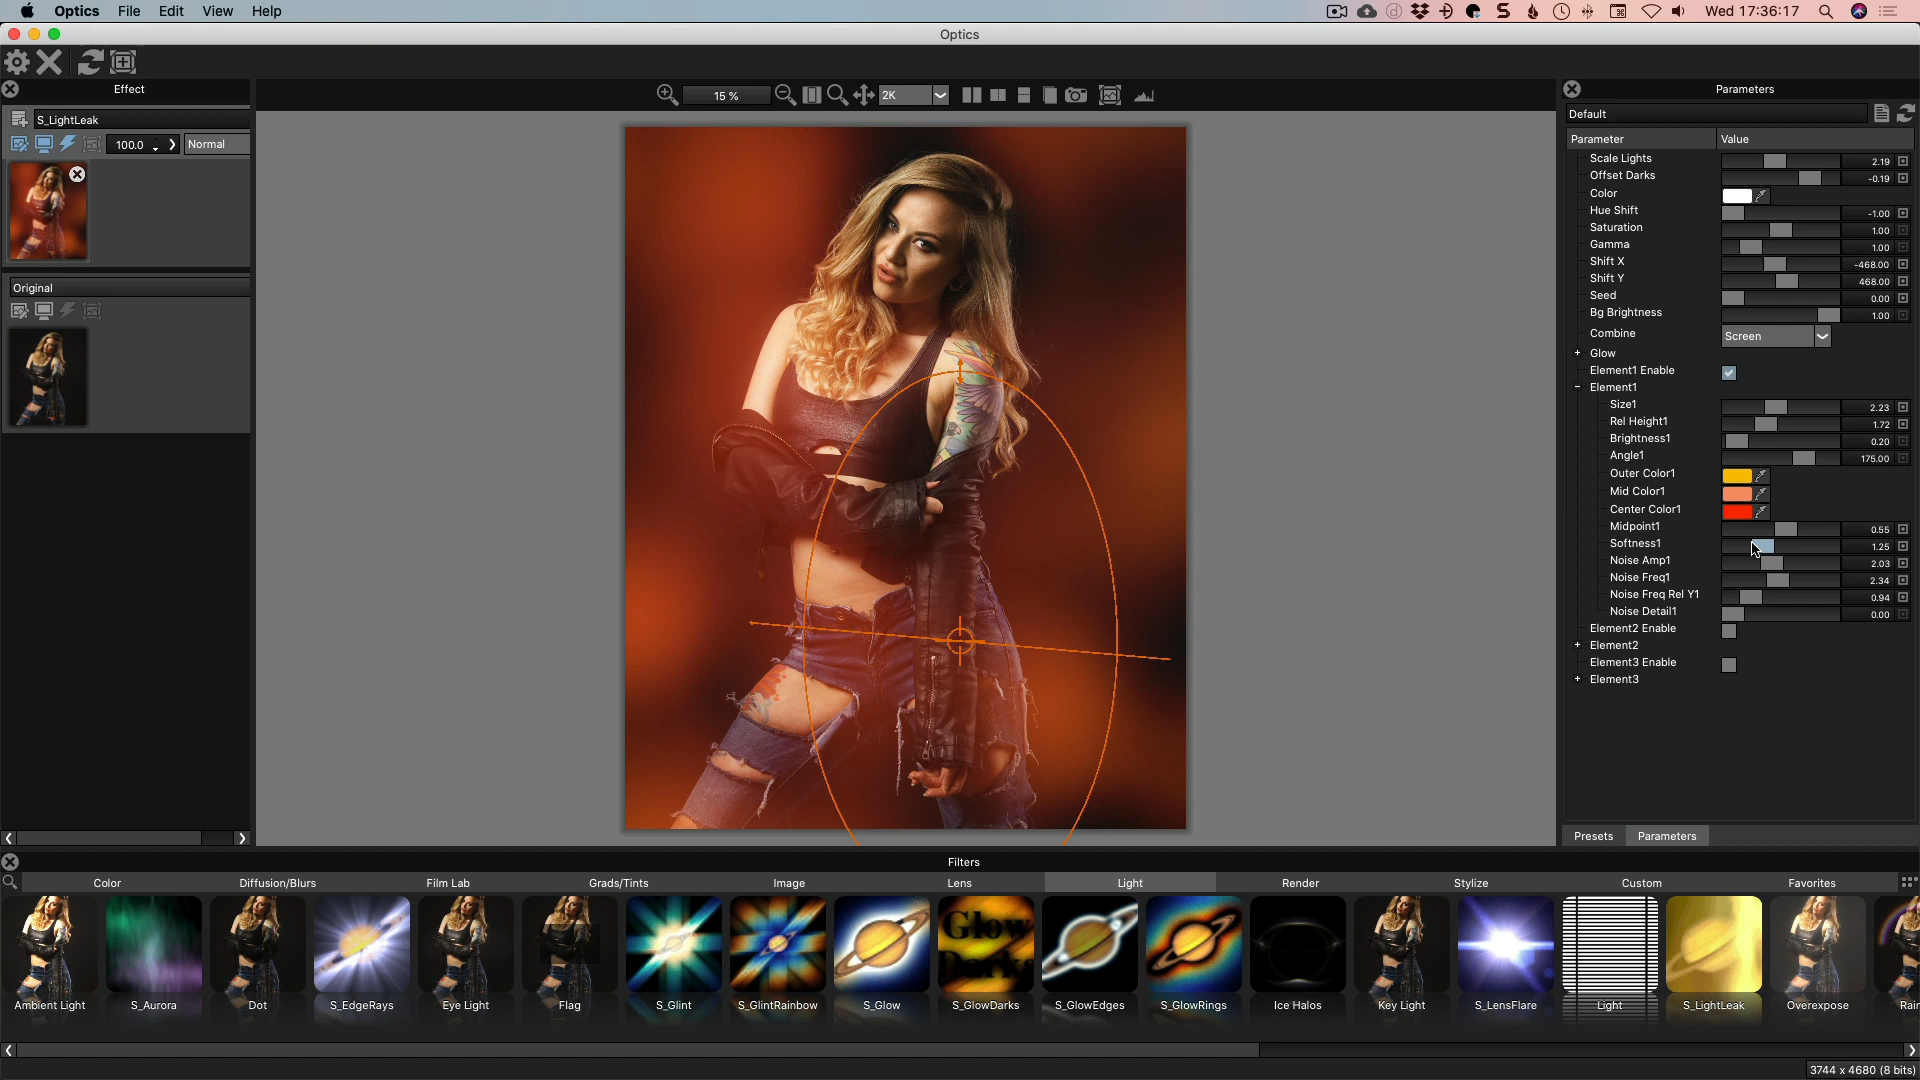 Optics File Edit View Help
Wed 17:36:17
Optics
Effect
S_LightLeak
100.0 Normal
Original
15 %
2K
Parameters
Default
Parameter Value
Scale Lights 2.19
Offset Darks -0.19
Color
Hue Shift -1.00
Saturation 1.00
Gamma 1.00
Shift X -468.00
Shift Y 468.00
Seed 0.00
Bg Brightness 1.00
Combine Screen
+ Glow
Element1 Enable
- Element1
Size1 2.23
Rel Height1 1.72
Brightness1 0.20
Angle1 175.00
Outer Color1
Mid Color1
Center Color1
Midpoint1 0.55
Softness1 1.25
Noise Amp1 2.03
Noise Freq1 2.34
Noise Freq Rel Y1 0.94
Noise Detail1 0.00
Element2 Enable
+ Element2
Element3 Enable
+ Element3
Presets Parameters
Filters
Color Diffusion/Blurs Film Lab Grads/Tints Image Lens Light Render Stylize Custom Favorites
Glow
Darks
Ambient Light S_Aurora Dot S_EdgeRays Eye Light Flag S_Glint S_GlintRainbow S_Glow S_GlowDarks S_GlowEdges S_GlowRings Ice Halos Key Light S_LensFlare Light S_LightLeak Overexpose Rair
3744 x 4680 (8 bits)